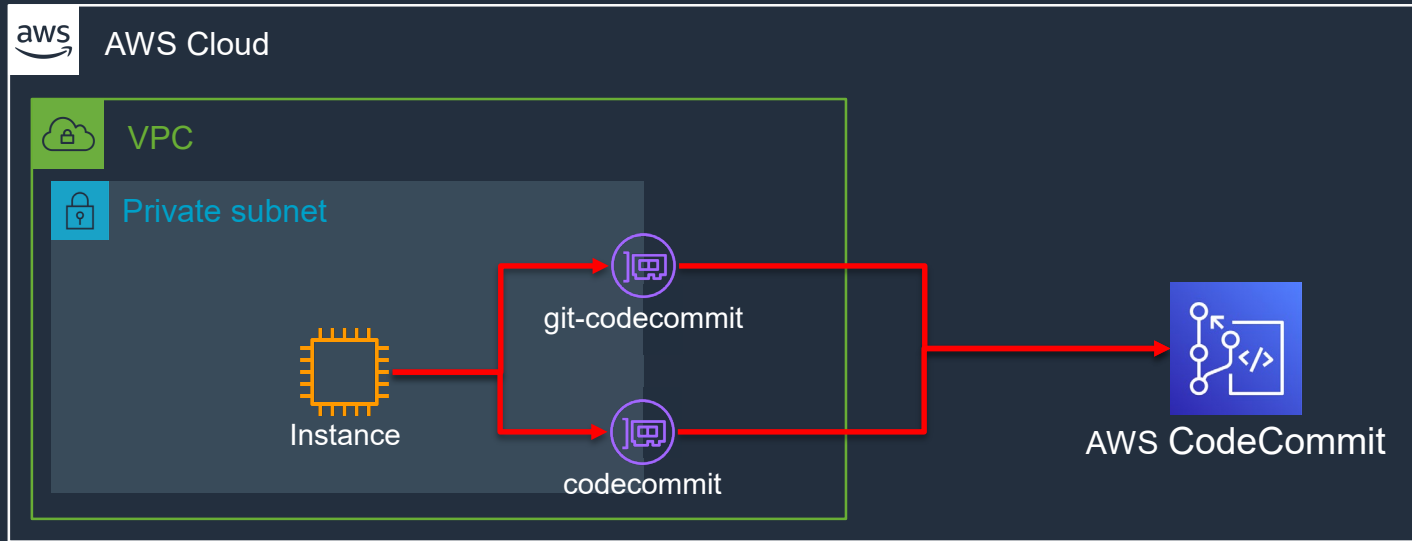 aws
AWS Cloud
VPC
Private subnet
git-codecommit
Instance
codecommit
</>
AWS CodeCommit